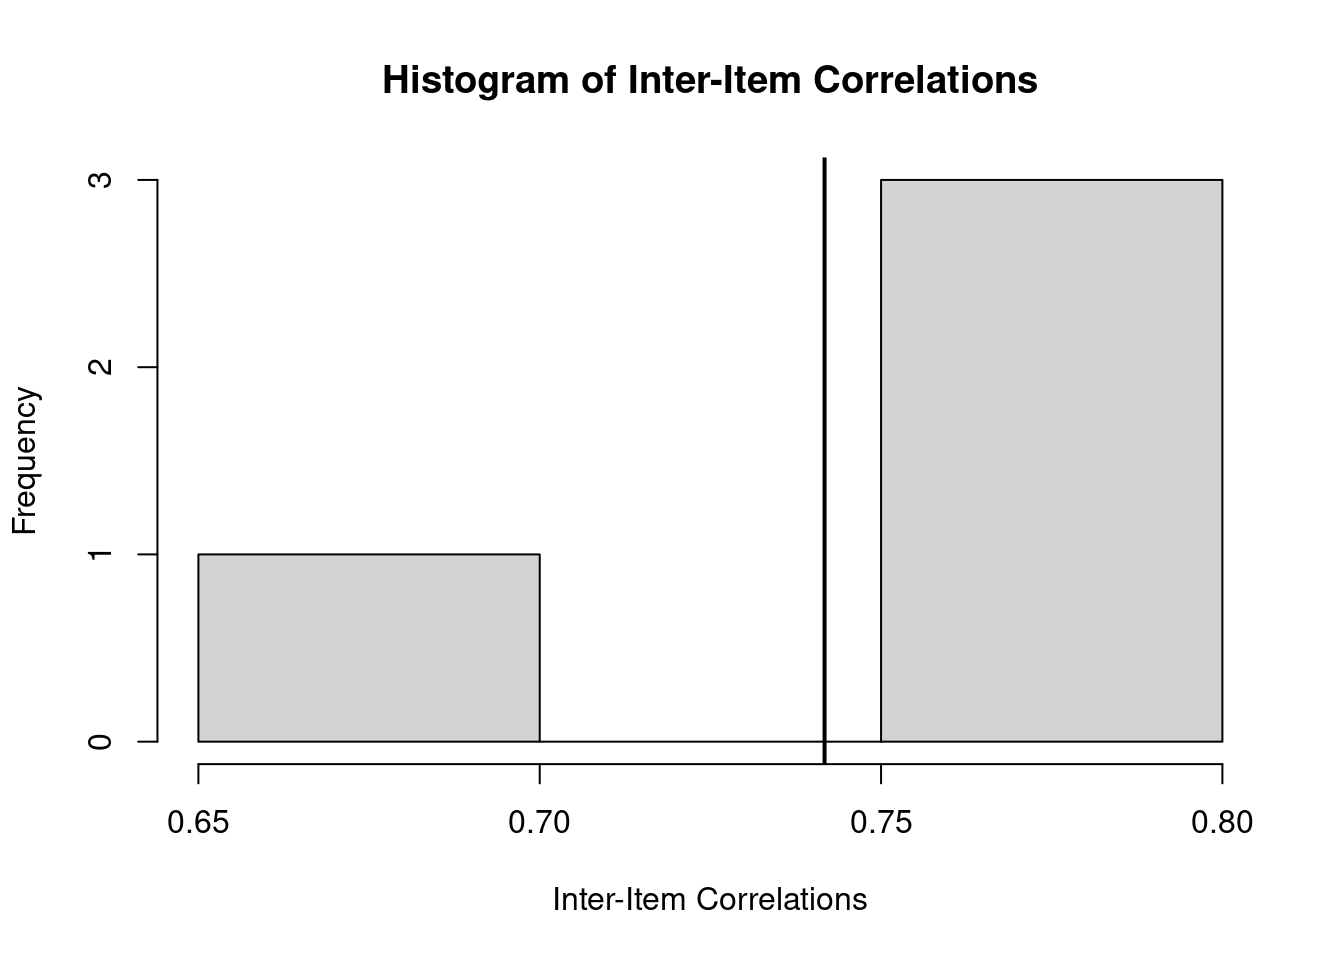 Histogram of Inter-Item Correlations
Frequency
3
2
1
0
0.65 0.70 0.75 0.80
Inter-Item Correlations